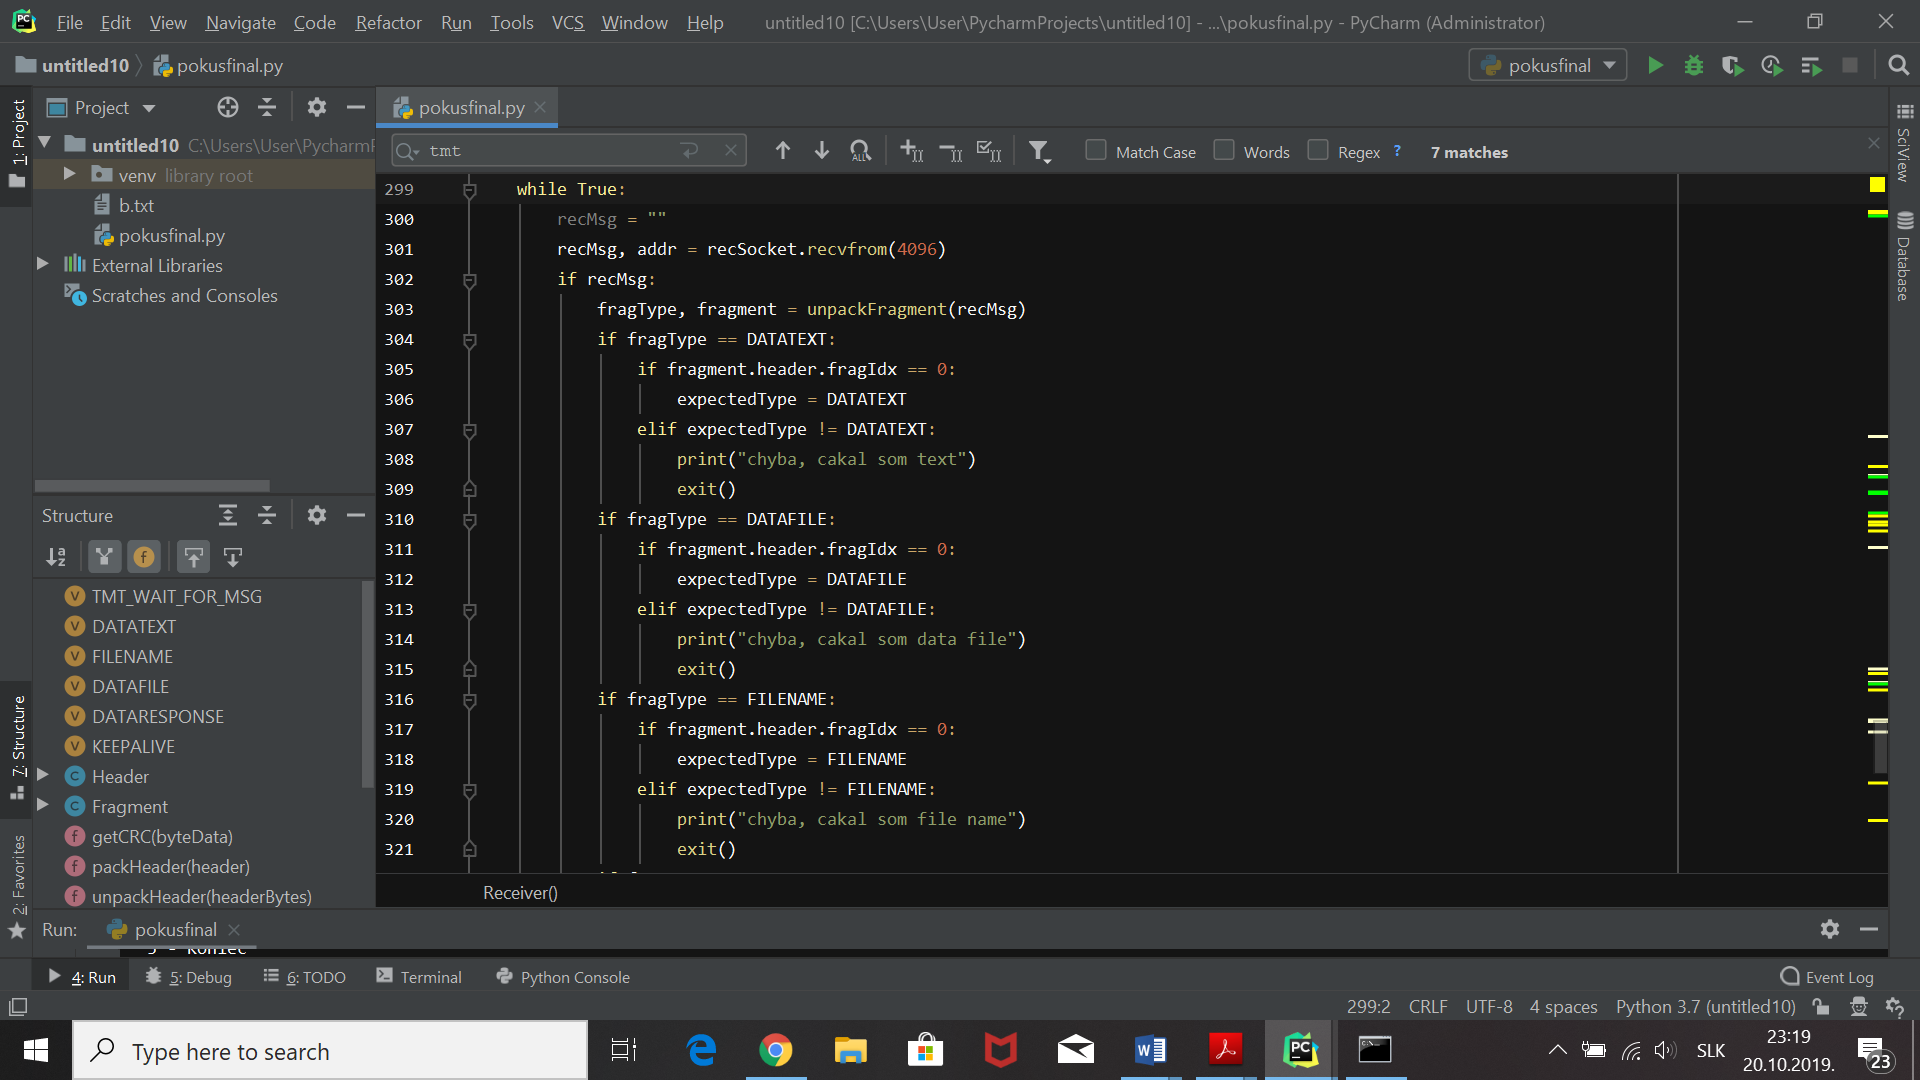 File Edit View Navigate Code Refactor Run Tools VCS Window Help untitled10 [C:\Users\User\PycharmProjects\untitled10] - ...\pokusfinal.py - PyCharm (Administrator)
untitled10 pokusfinal.py pokusfinal
1: Project
Project
pokusfinal.py
untitled10 C:\Users\User\PycharmP
venv library root
b.txt
pokusfinal.py
External Libraries
Scratches and Consoles
tmt Match Case Words Regex ? 7 matches
299 while True:
300 recMsg = ""
301 recMsg, addr = recSocket.recvfrom(4096)
302 if recMsg:
303 fragType, fragment = unpackFragment(recMsg)
304 if fragType == DATATEXT:
305 if fragment.header.fragIdx == 0:
306 expectedType = DATATEXT
307 elif expectedType != DATATEXT:
308 print("chyba, cakal som text")
309 exit()
310 if fragType == DATAFILE:
311 if fragment.header.fragIdx == 0:
312 expectedType = DATAFILE
313 elif expectedType != DATAFILE:
314 print("chyba, cakal som data file")
315 exit()
316 if fragType == FILENAME:
317 if fragment.header.fragIdx == 0:
318 expectedType = FILENAME
319 elif expectedType != FILENAME:
320 print("chyba, cakal som file name")
321 exit()
Receiver()
SciView
Database
Structure
TMT_WAIT_FOR_MSG
DATATEXT
FILENAME
DATAFILE
DATARESPONSE
KEEPALIVE
Header
Fragment
getCRC(byteData)
packHeader(header)
unpackHeader(headerBytes)
7: Structure
2: Favorites
Run: pokusfinal
3 - Koniec
4: Run 5: Debug 6: TODO Terminal Python Console Event Log
299:2 CRLF UTF-8 4 spaces Python 3.7 (untitled10)
Type here to search
SLK
23:19
20.10.2019.
23